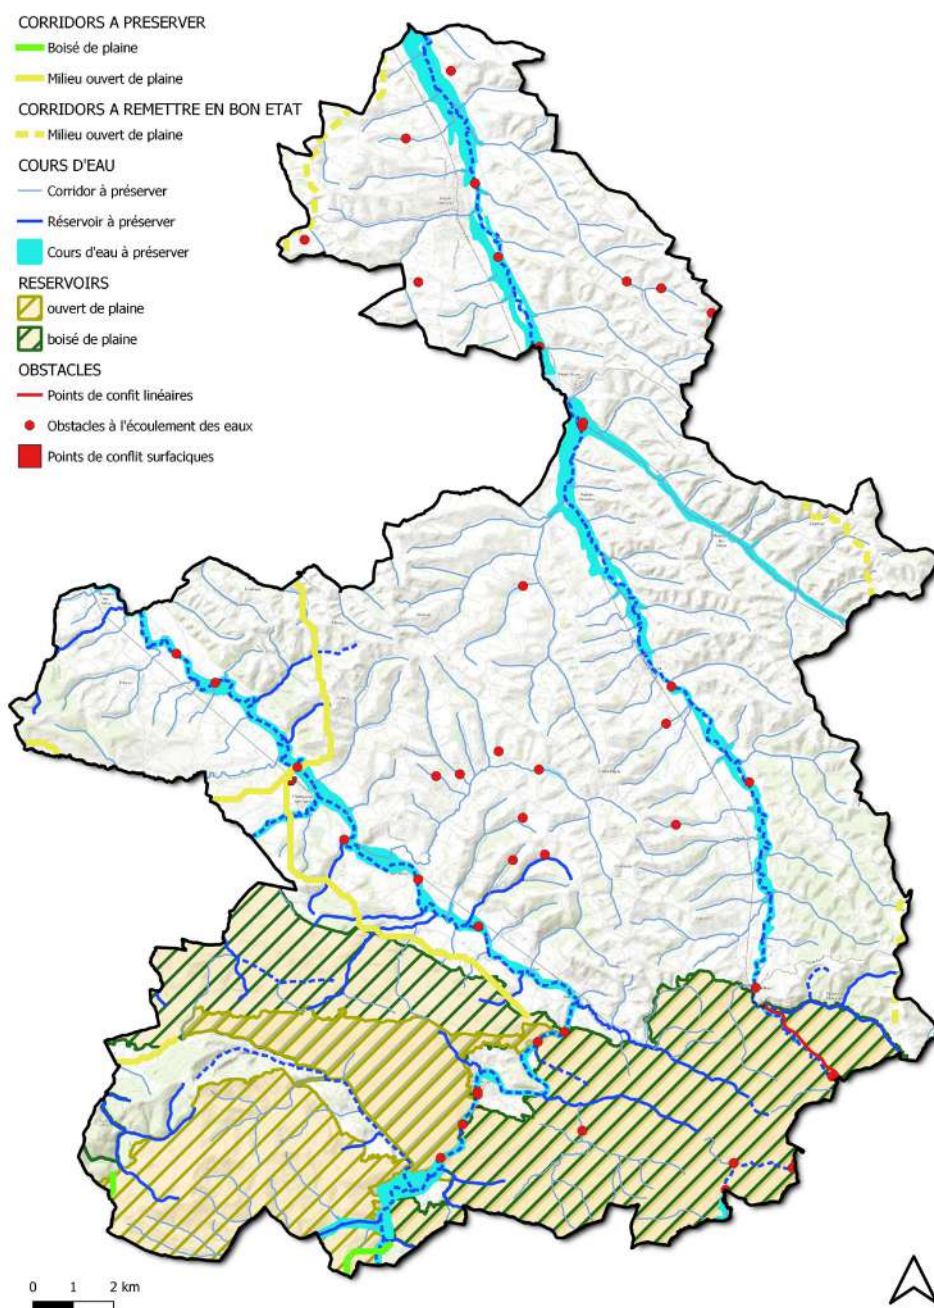 CORRIDORS A PRESERVER
Boisé de plaine
Milieu ouvert de plaine
CORRIDORS A REMETTRE EN BON ETAT
Milieu ouvert de plaine
COURS D'EAU
Corridor à préserver
Réservoir à préserver
Cours d'eau à préserver
RESERVOIRS
ouvert de plaine
boisé de plaine
OBSTACLES
Points de confit linéaires
Obstacles à l'écoulement des eaux
Points de conflit surfaciques
0 1 2 km